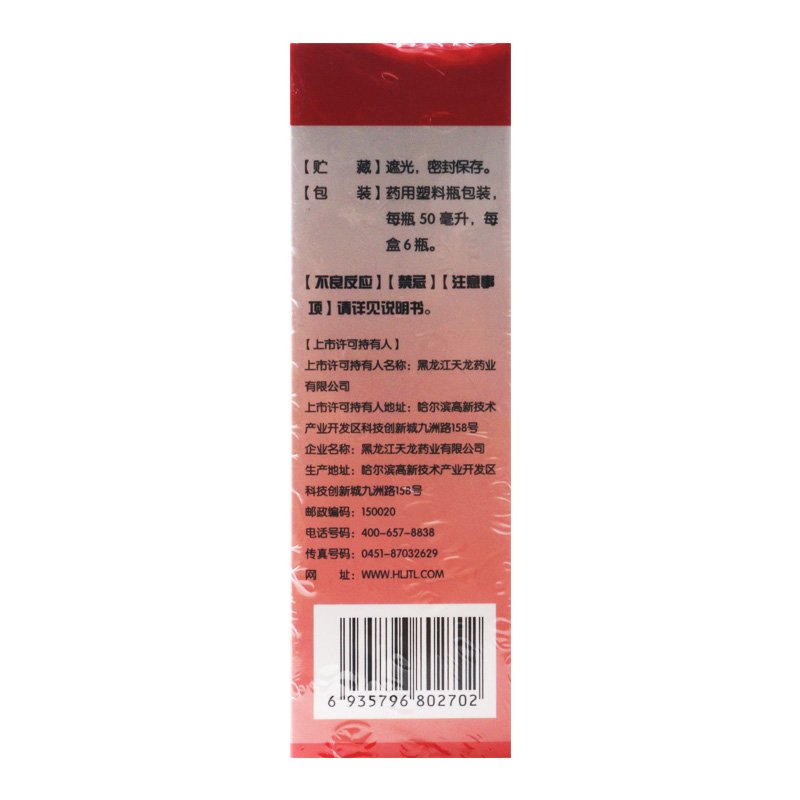 【贮　藏】遮光，密封保存。
【包　装】药用塑料瓶包装，
每瓶 50 毫升，每
盒 6 瓶。
【不良反应】【禁忌】【注意事
项】请详见说明书。
【上市许可持有人】
上市许可持有人名称：黑龙江天龙药业
有限公司
上市许可持有人地址：哈尔滨高新技术
产业开发区科技创新城九洲路158号
企业名称：黑龙江天龙药业有限公司
生产地址：哈尔滨高新技术产业开发区
科技创新城九洲路158号
邮政编码：150020
电话号码：400-657-8838
传真号码：0451-87032629
网　址：WWW.HLJTL.COM
6 935796 802702